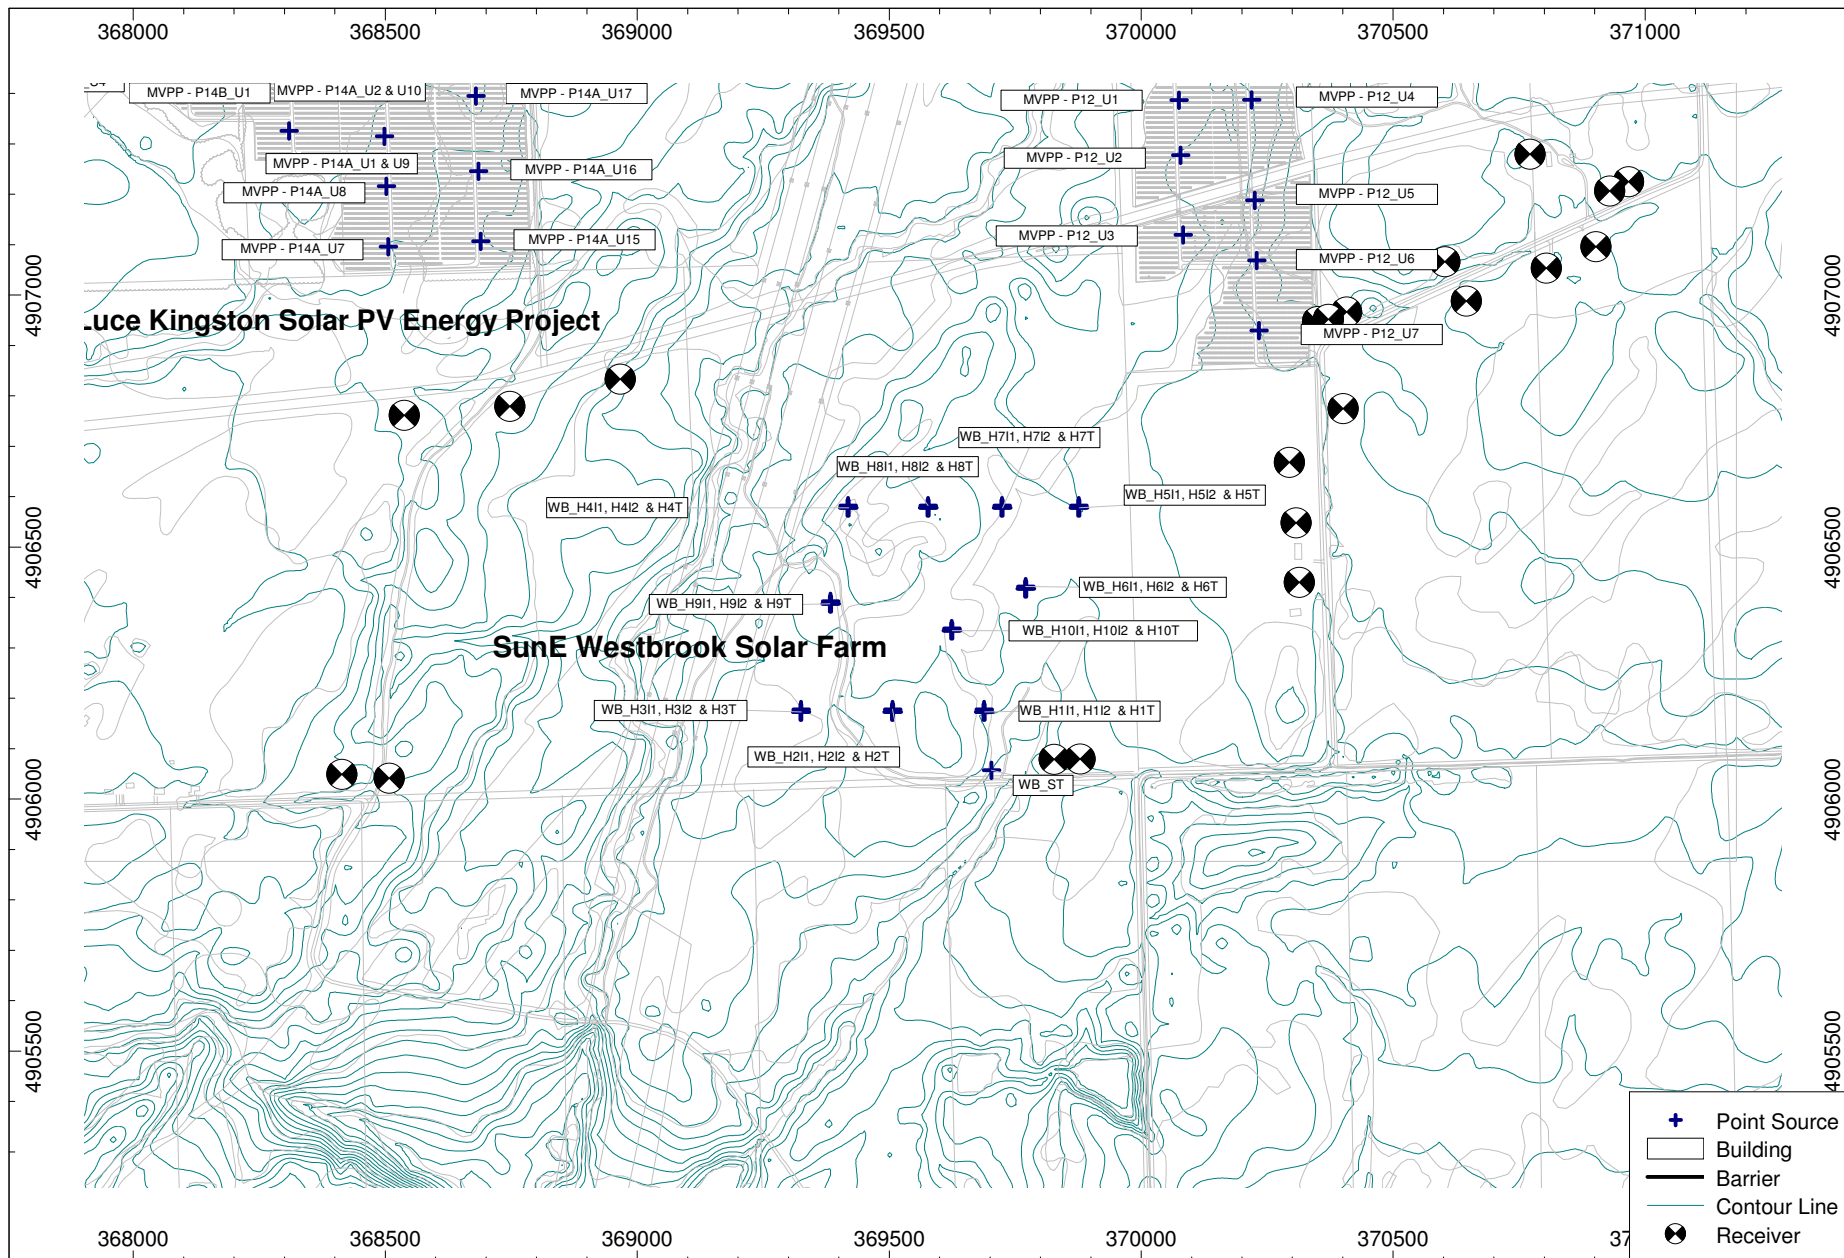 368000 368500 369000 369500 370000 370500 371000
MVPP - P14B_U1
MVPP - P14A_U2 & U10
MVPP - P14A_U17
MVPP - P12_U1
MVPP - P12_U4
MVPP - P14A_U1 & U9
MVPP - P14A_U16
MVPP - P12_U2
MVPP - P14A_U8
MVPP - P12_U5
MVPP - P14A_U7
MVPP - P14A_U15
MVPP - P12_U3
MVPP - P12_U6
4907000
4907000
Luce Kingston Solar PV Energy Project
MVPP - P12_U7
WB_H7I1, H7I2 & H7T
WB_H8I1, H8I2 & H8T
WB_H5I1, H5I2 & H5T
WB_H4I1, H4I2 & H4T
4906500
4906500
WB_H6I1, H6I2 & H6T
WB_H9I1, H9I2 & H9T
WB_H10I1, H10I2 & H10T
SunE Westbrook Solar Farm
WB_H3I1, H3I2 & H3T
WB_H1I1, H1I2 & H1T
WB_H2I1, H2I2 & H2T
WB_ST
4906000
4906000
4905500
4905500
Point Source
Building
Barrier
Contour Line
Receiver
368000 368500 369000 369500 370000 370500